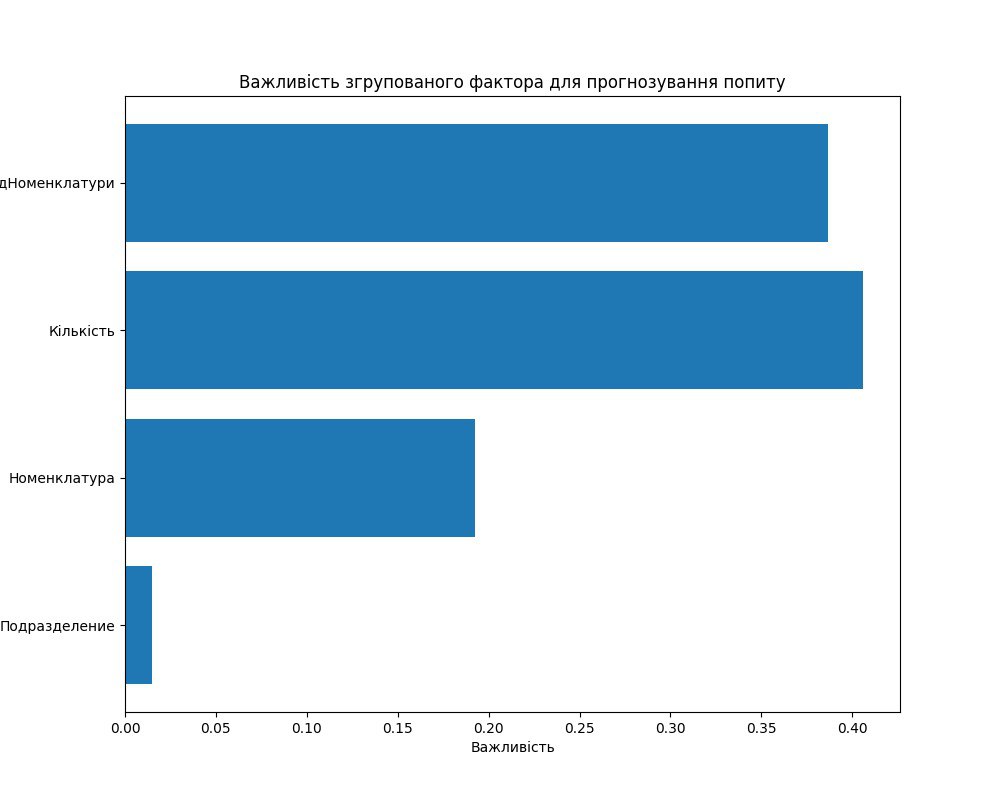 Важливість згрупованого фактора для прогнозування попиту
дНоменклатури
Кількість
Номенклатура
Подразделение
0.00 0.05 0.10 0.15 0.20 0.25 0.30 0.35 0.40
Важливість